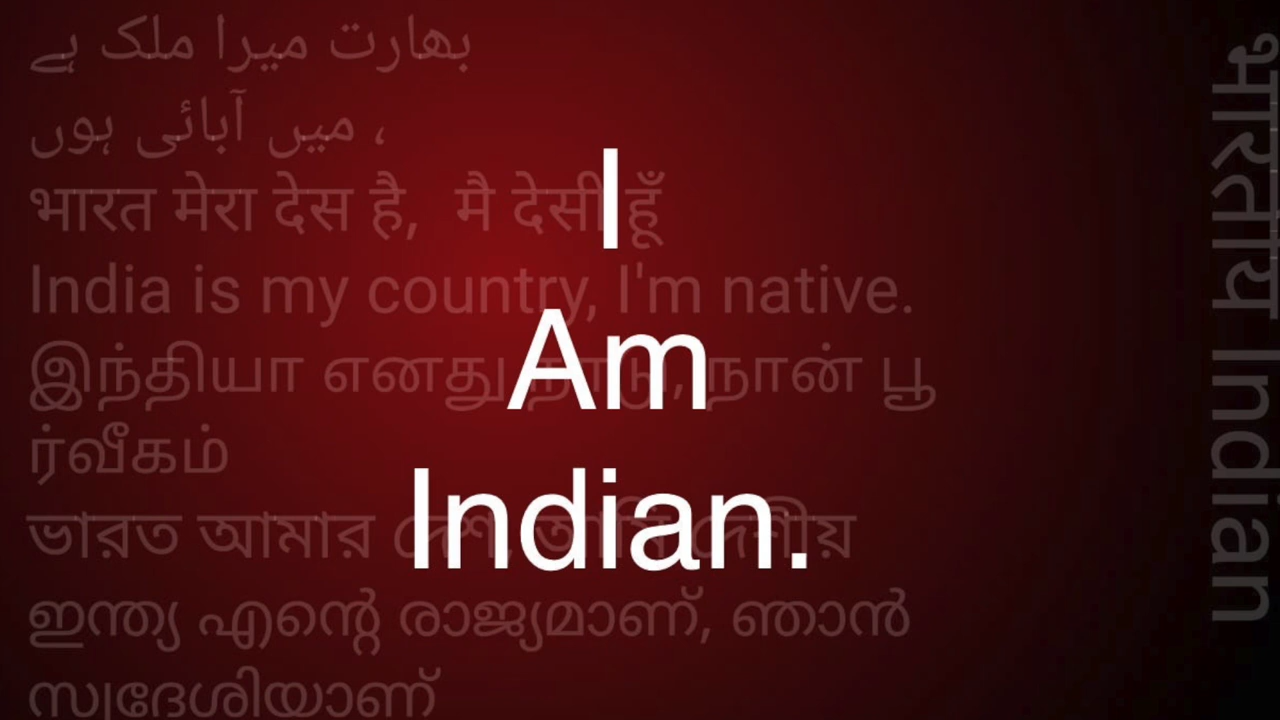 بھارت میرا ملک ہے
، میں آبائی ہوں
भारत मेरा देस है, मै देसी हूँ
India is my country, I'm native.
இந்தியா எனது நாடு, நான் பூ
ர்வீகம்
ভারত আমার দেশ, আমি দেশীয়
ഇന്ത്യ എന്റെ രാജ്യമാണ്, ഞാൻ
സ്വദേശിയാണ്
I
Am
Indian.
भारतीय Indian